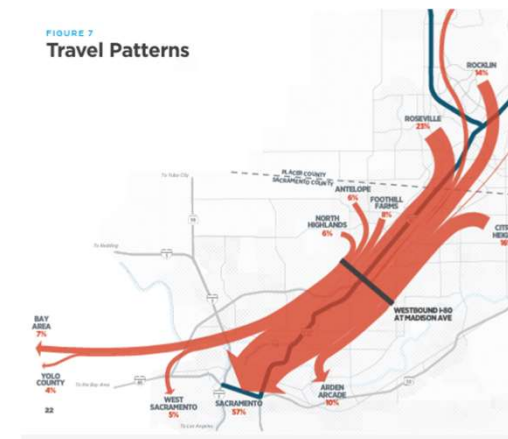 FIGURE 7
Travel Patterns
ROCKLIN
14%
ROSEVILLE
23%
PLACER COUNTY
SACRAMENTO COUNTY
To Yuba City
ANTELOPE
6%
FOOTHILL
FARMS
8%
NORTH
HIGHLANDS
6%
To Redding
WESTBOUND I-80
AT MADISON AVE
BAY
AREA
7%
YOLO
COUNTY
4%
To the Bay Area
WEST
SACRAMENTO
5%
SACRAMENTO
57%
ARDEN
ARCADE
10%
22
To Los Angeles